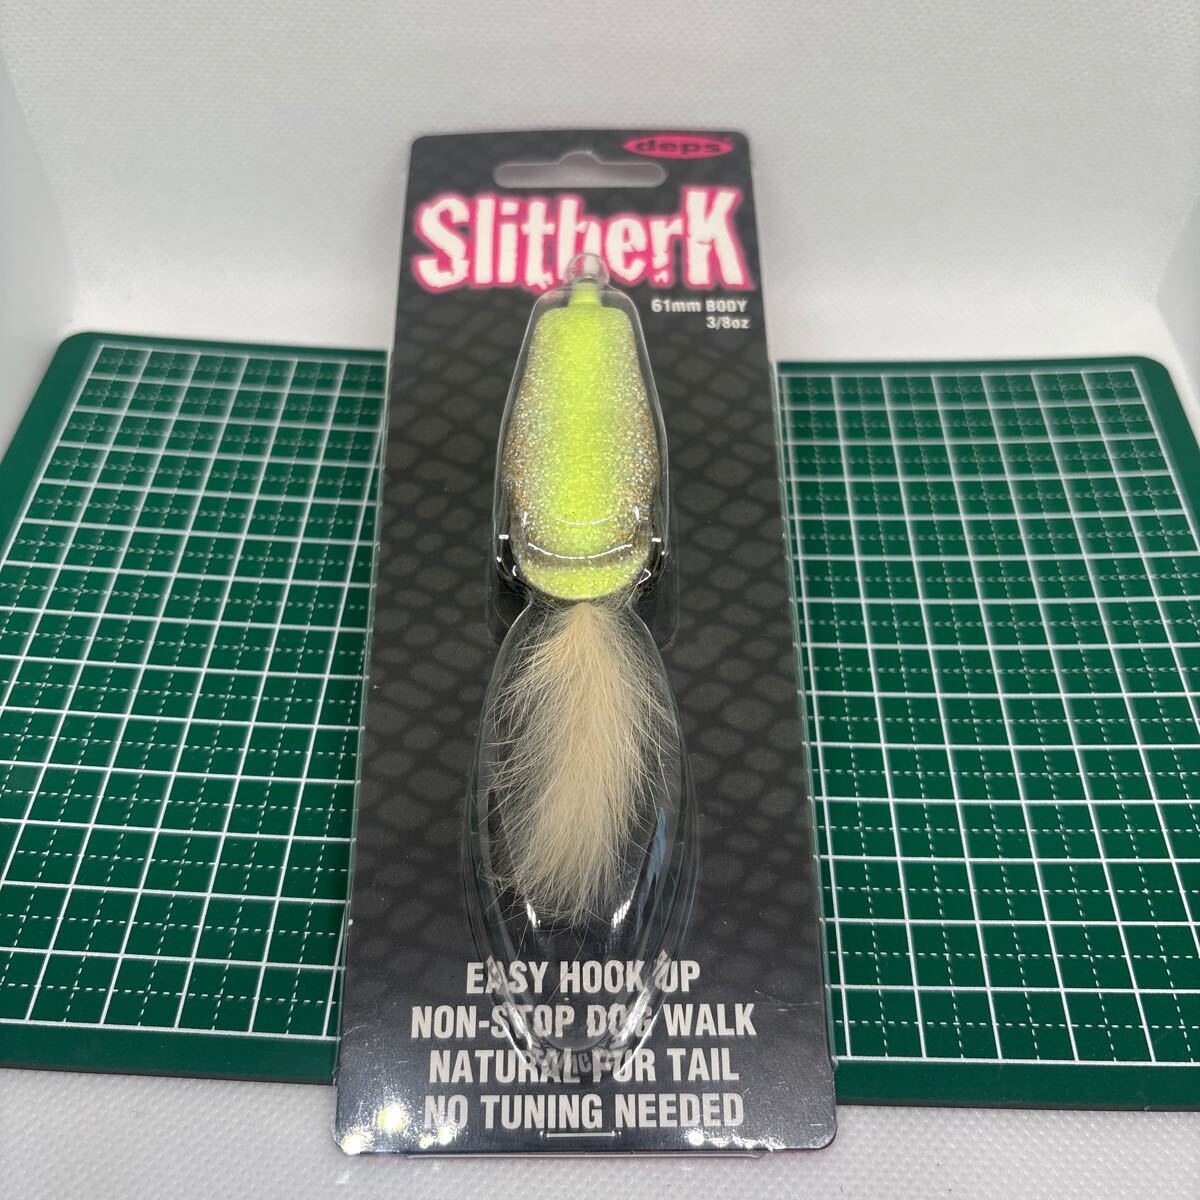 deps
SlitherK
61mm BODY
3/8oz
EASY HOOK UP
NON-STOP DOG WALK
NATURAL FUR TAIL
NO TUNING NEEDED